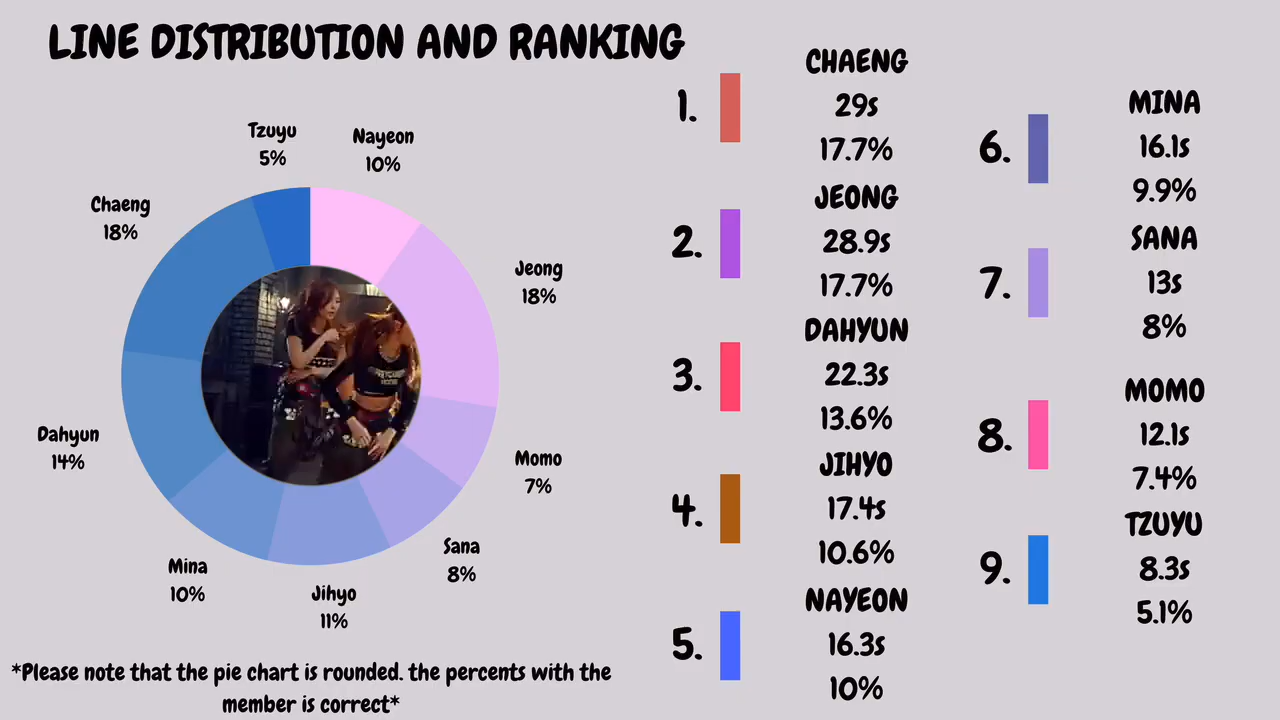 LINE DISTRIBUTION AND RANKING
Tzuyu
5%
Nayeon
10%
Chaeng
18%
Jeong
18%
Dahyun
14%
Momo
7%
Mina
10%
Sana
8%
Jihyo
11%
*Please note that the pie chart is rounded. the percents with the
member is correct*
1.
CHAENG
29s
17.7%
2.
JEONG
28.9s
17.7%
3.
DAHYUN
22.3s
13.6%
4.
JIHYO
17.4s
10.6%
5.
NAYEON
16.3s
10%
6.
MINA
16.1s
9.9%
7.
SANA
13s
8%
8.
MOMO
12.1s
7.4%
9.
TZUYU
8.3s
5.1%